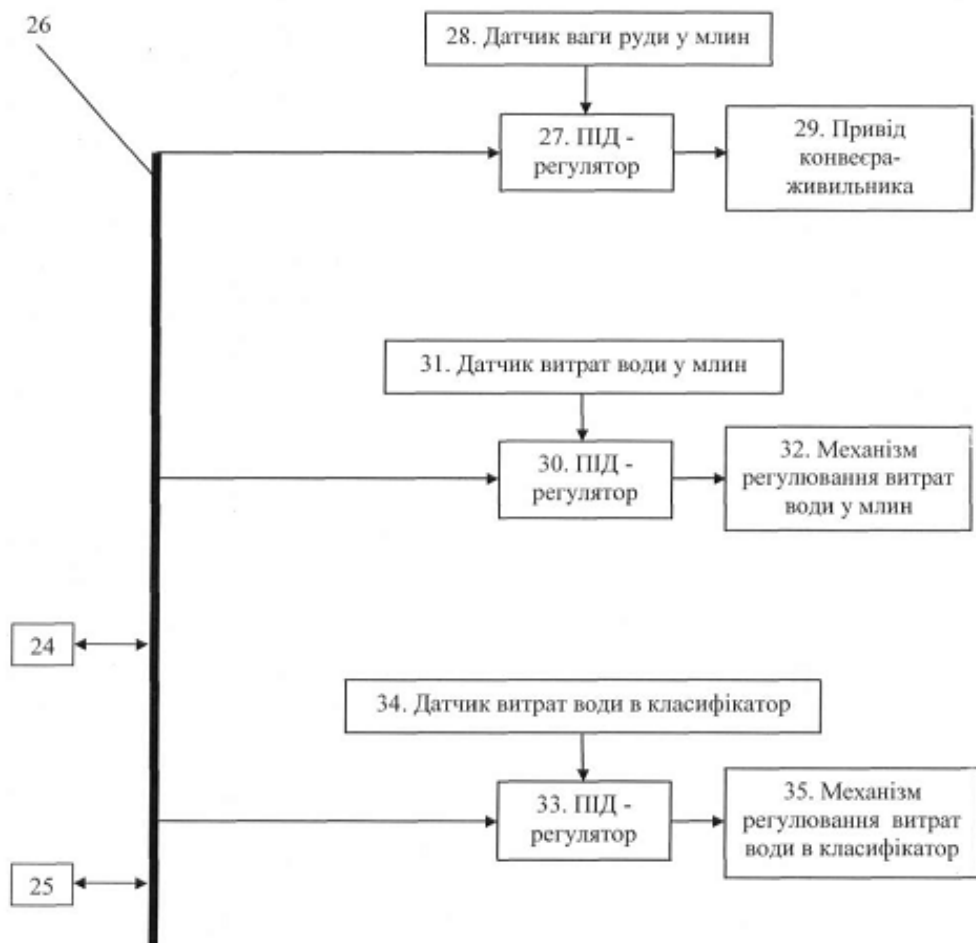 26
28. Датчик ваги руди у млин
27. ПІД -
регулятор
29. Привід
конвеєра-
живильника
31. Датчик витрат води у млин
30. ПІД -
регулятор
32. Механізм
регулювання витрат
води у млин
24
34. Датчик витрат води в класифікатор
33. ПІД -
регулятор
35. Механізм
регулювання витрат
води в класифікатор
25